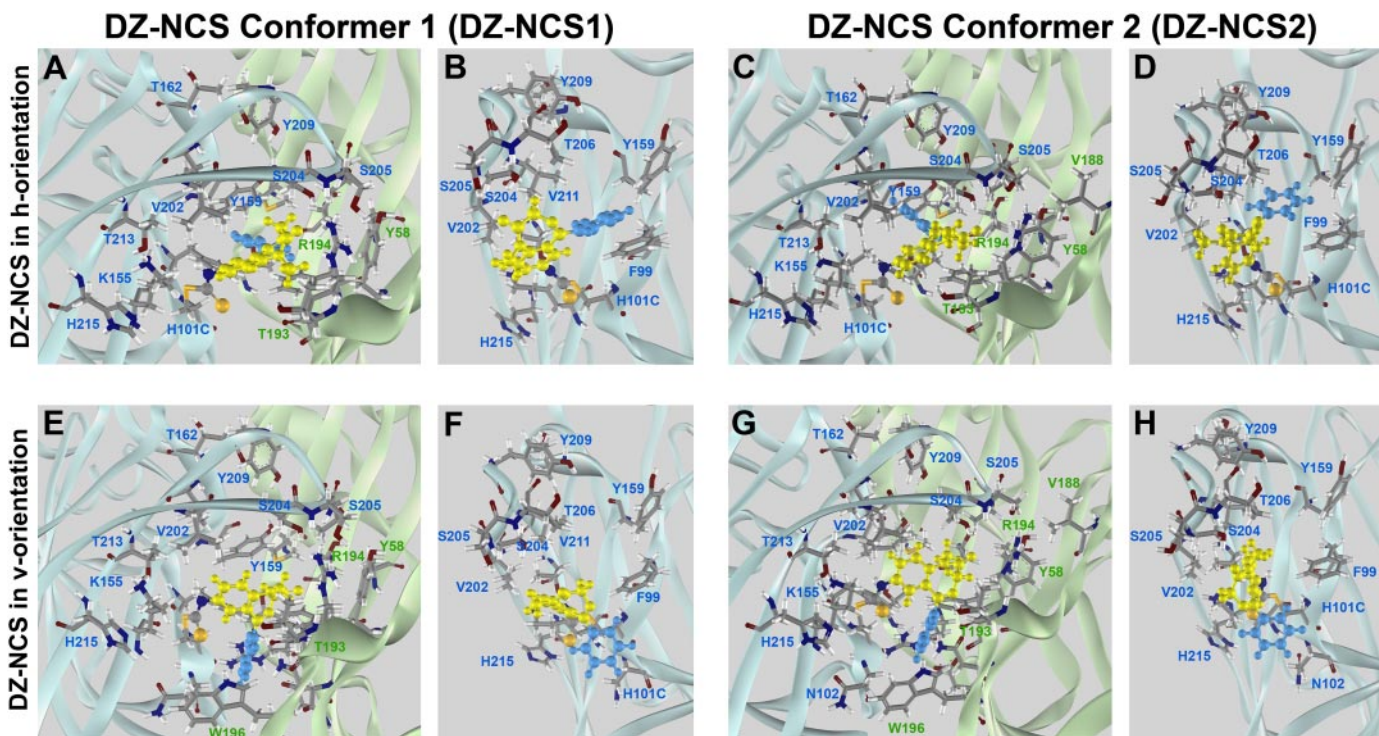 DZ-NCS Conformer 1 (DZ-NCS1)
DZ-NCS Conformer 2 (DZ-NCS2)
DZ-NCS in h-orientation
A
T162
Y209
S204
S205
V202
Y159
T213
R194
Y58
K155
H215
H101C
T193
B
Y209
Y159
T206
S205
S204
V211
V202
F99
H101C
H215
C
T162
Y209
S204
S205
V188
Y159
V202
T213
R194
Y58
K155
H215
H101C
T193
D
Y209
Y159
T206
S205
S204
V202
F99
H101C
H215
DZ-NCS in v-orientation
E
T162
Y209
S204
S205
V202
T213
R194
Y58
Y159
K155
H215
T193
W196
F
Y209
Y159
T206
S205
S204
V211
V202
F99
H215
H101C
G
T162
Y209
S205
V188
S204
V202
R194
T213
Y58
K155
H215
T193
N102
W196
H
Y209
Y159
T206
S204
S205
F99
V202
H101C
H215
N102